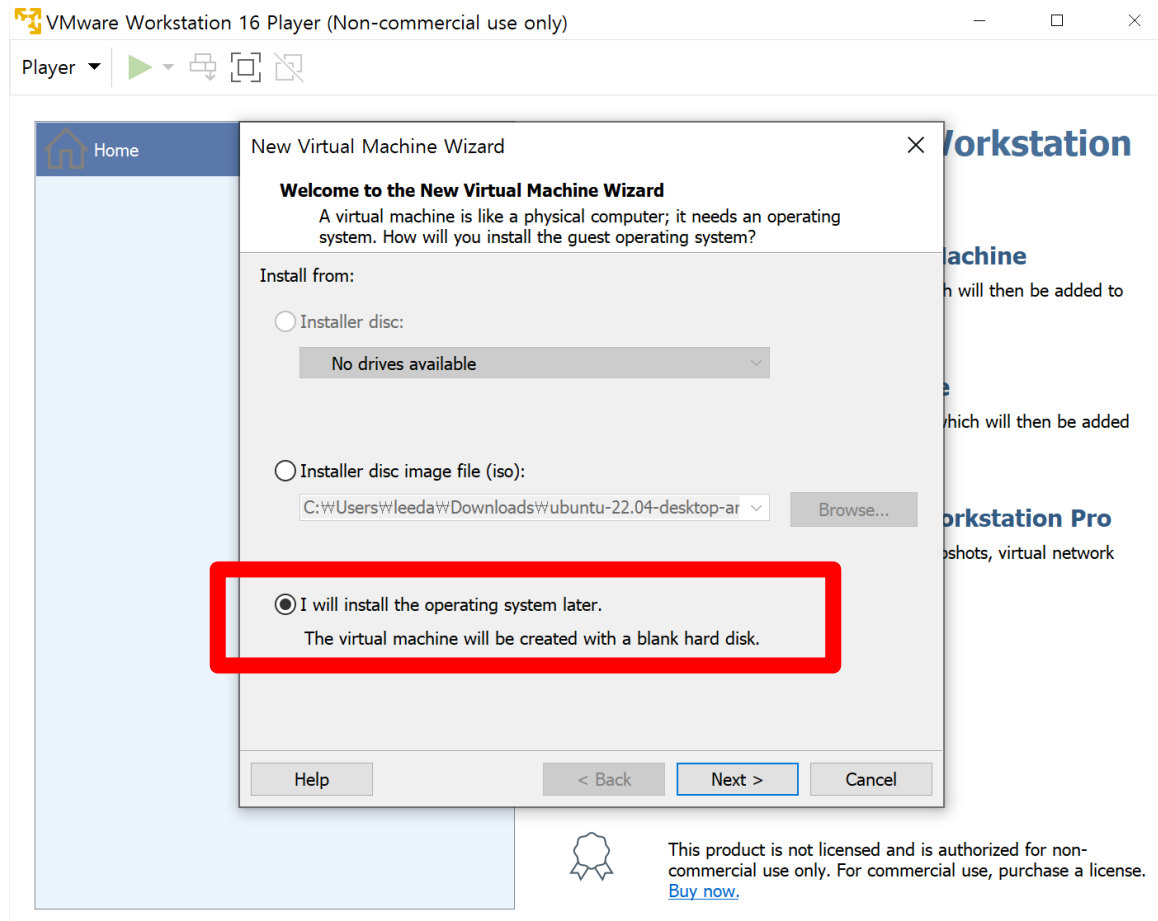 VMware Workstation 16 Player (Non-commercial use only)
Player
Home
New Virtual Machine Wizard
Workstation
Welcome to the New Virtual Machine Wizard
A virtual machine is like a physical computer; it needs an operating
system. How will you install the guest operating system?
Install from:
Installer disc:
No drives available
Installer disc image file (iso):
C:₩Users₩leeda₩Downloads₩ubuntu-22.04-desktop-ar
Browse...
I will install the operating system later.
The virtual machine will be created with a blank hard disk.
Help
< Back
Next >
Cancel
achine
h will then be added to
e
which will then be added
orkstation Pro
pshots, virtual network
This product is not licensed and is authorized for non-
commercial use only. For commercial use, purchase a license.
Buy now.